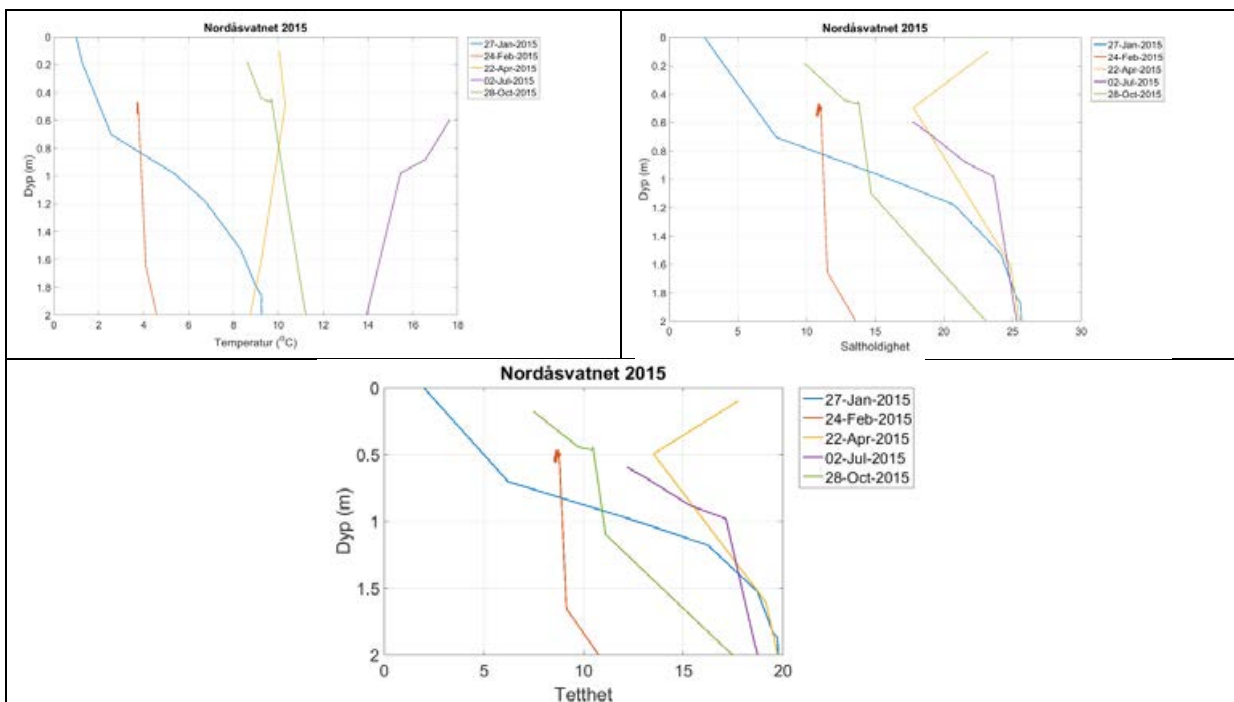 Nordåsvatnet 2015
0
0.2
0.4
0.6
0.8
1
1.2
1.4
1.6
1.8
2
Dyp (m)
0 2 4 6 8 10 12 14 16 18
Temperatur (°C)
27-Jan-2015
24-Feb-2015
22-Apr-2015
02-Jul-2015
28-Oct-2015
Nordåsvatnet 2015
0
0.2
0.4
0.6
0.8
1
1.2
1.4
1.6
1.8
2
Dyp (m)
0 5 10 15 20 25 30
Saltholdighet
27-Jan-2015
24-Feb-2015
22-Apr-2015
02-Jul-2015
28-Oct-2015
Nordåsvatnet 2015
0
0.5
1
1.5
2
Dyp (m)
0 5 10 15 20
Tetthet
27-Jan-2015
24-Feb-2015
22-Apr-2015
02-Jul-2015
28-Oct-2015